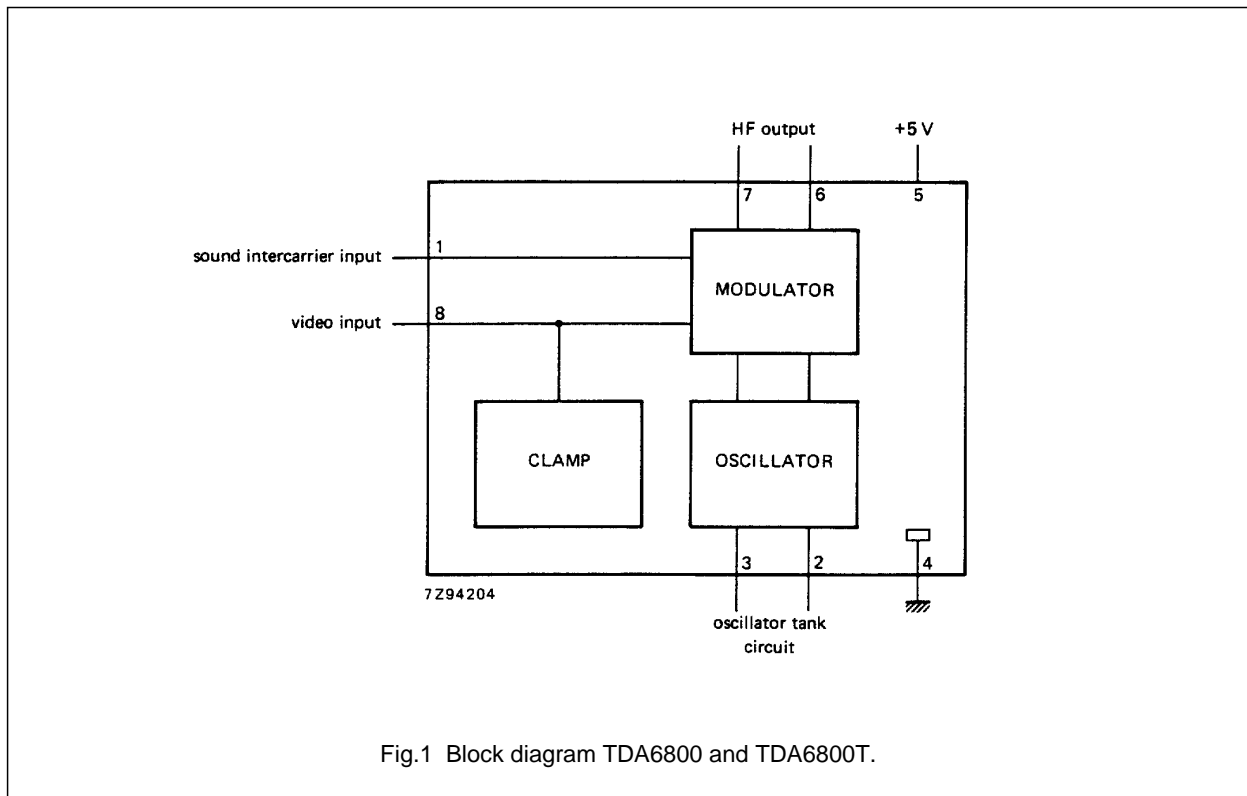 HF output
+5 V
7
6
5
sound intercarrier input
1
MODULATOR
video input
8
CLAMP
OSCILLATOR
3
2
4
7Z94204
oscillator tank
circuit
Fig.1 Block diagram TDA6800 and TDA6800T.